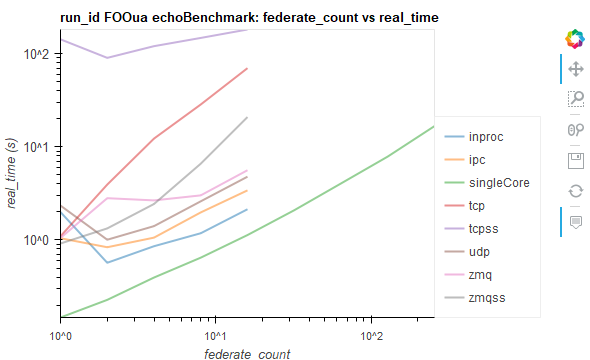 run_id FOOua echoBenchmark: federate_count vs real_time
real_time (s)
10^2
10^1
10^0
10^0
10^1
10^2
federate_count
inproc
ipc
singleCore
tcp
tcpss
udp
zmq
zmqss